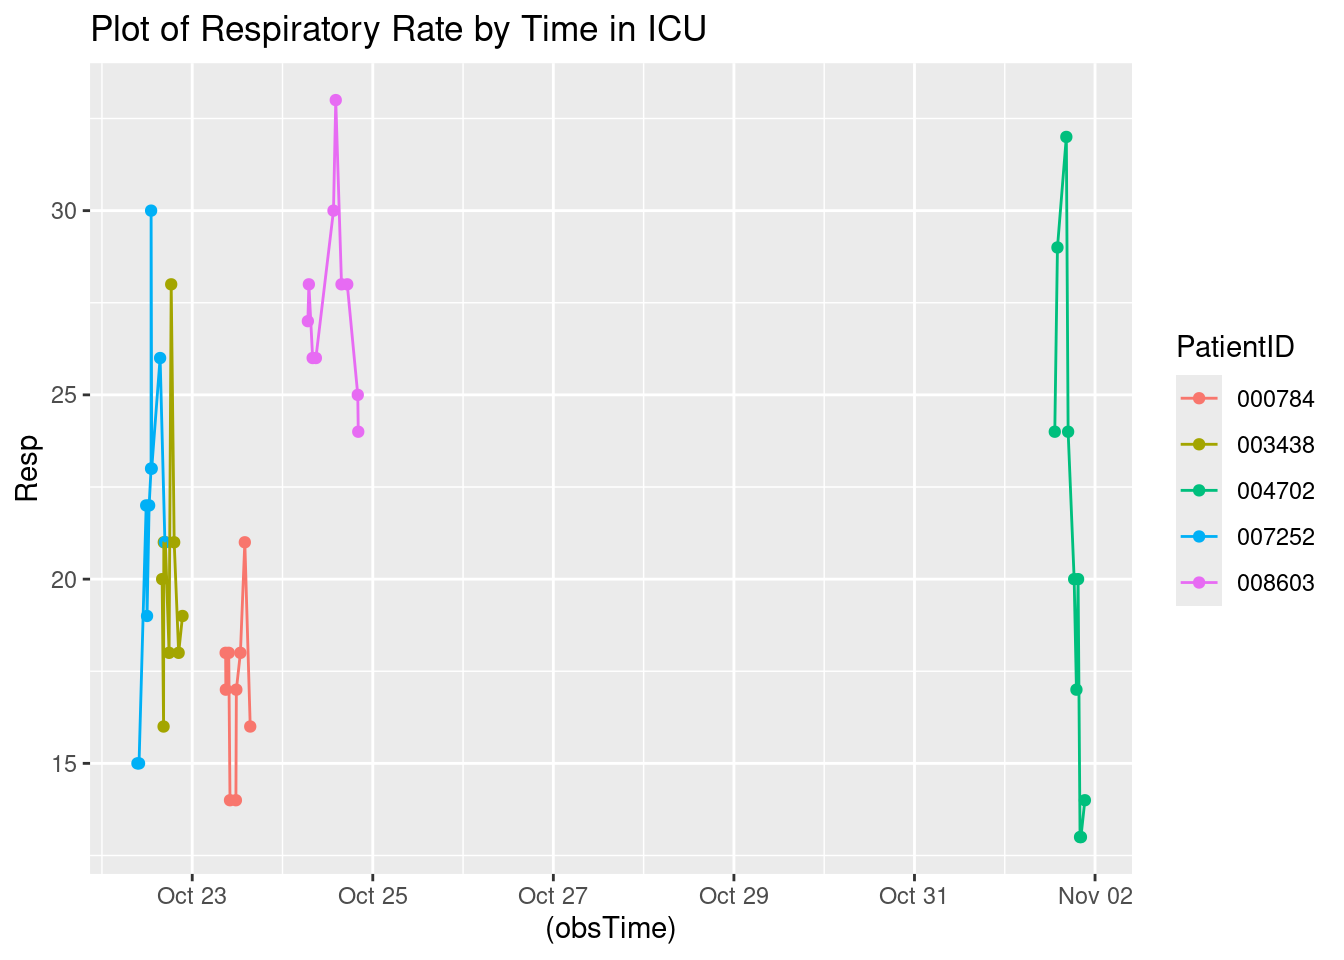 Plot of Respiratory Rate by Time in ICU
Resp
30
25
20
15
Oct 23
Oct 25
Oct 27
Oct 29
Oct 31
Nov 02
(obsTime)
PatientID
000784
003438
004702
007252
008603